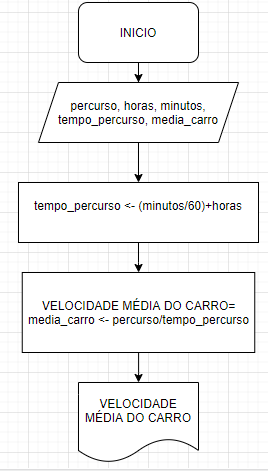 INICIO
percurso, horas, minutos,
tempo_percurso, media_carro
tempo_percurso <- (minutos/60)+horas
VELOCIDADE MÉDIA DO CARRO=
media_carro <- percurso/tempo_percurso
VELOCIDADE
MÉDIA DO CARRO